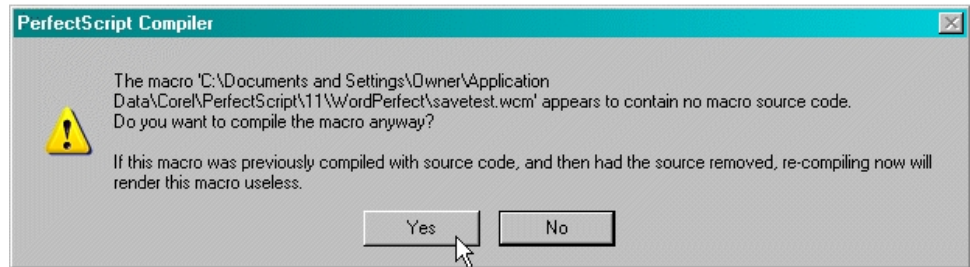 PerfectScript Compiler
The macro 'C:\Documents and Settings\Owner\Application
Data\Corel\PerfectScript\11\WordPerfect\savetest.wcm' appears to contain no macro source code.
Do you want to compile the macro anyway?
If this macro was previously compiled with source code, and then had the source removed, re-compiling now will
render this macro useless.
Yes No